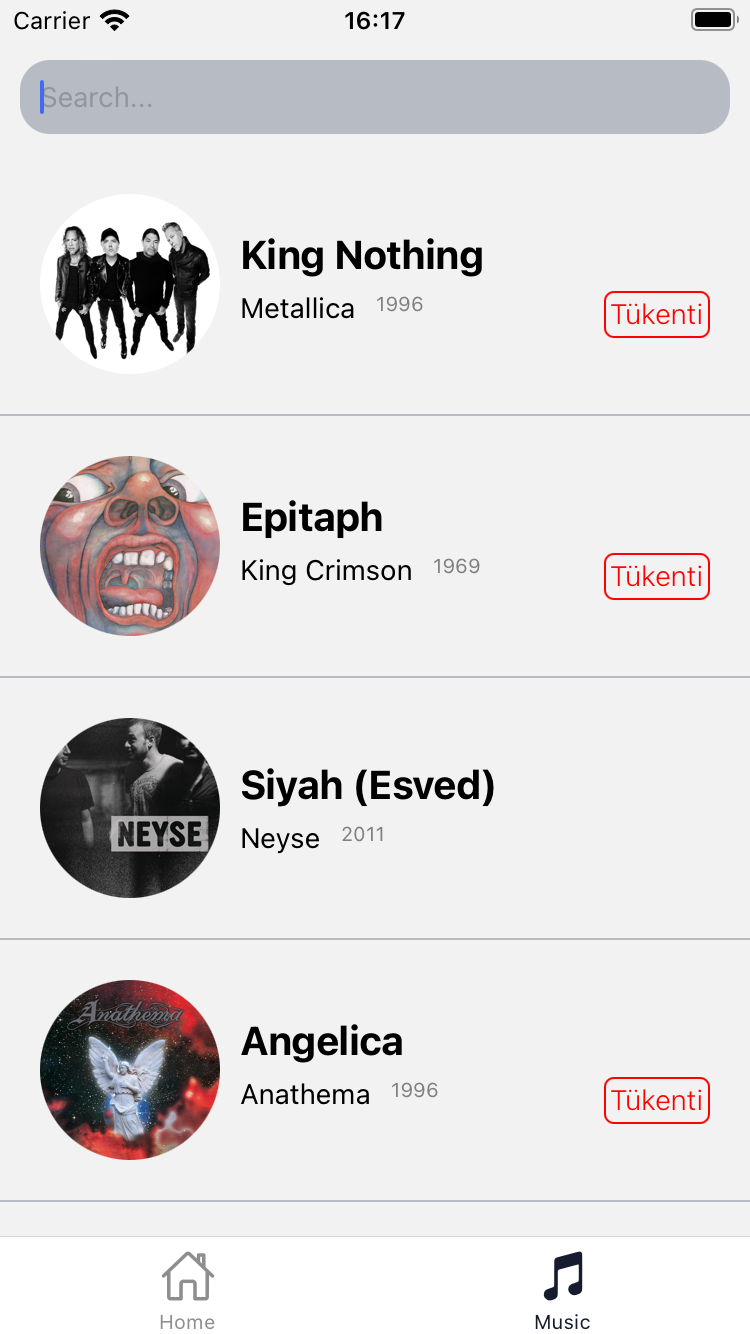 Carrier 16:17
Search...
King Nothing
Metallica 1996
Tükenti
Epitaph
King Crimson 1969
Tükenti
Siyah (Esved)
NEYSE
Neyse 2011
Anathema
Angelica
Anathema 1996
Tükenti
Home Music